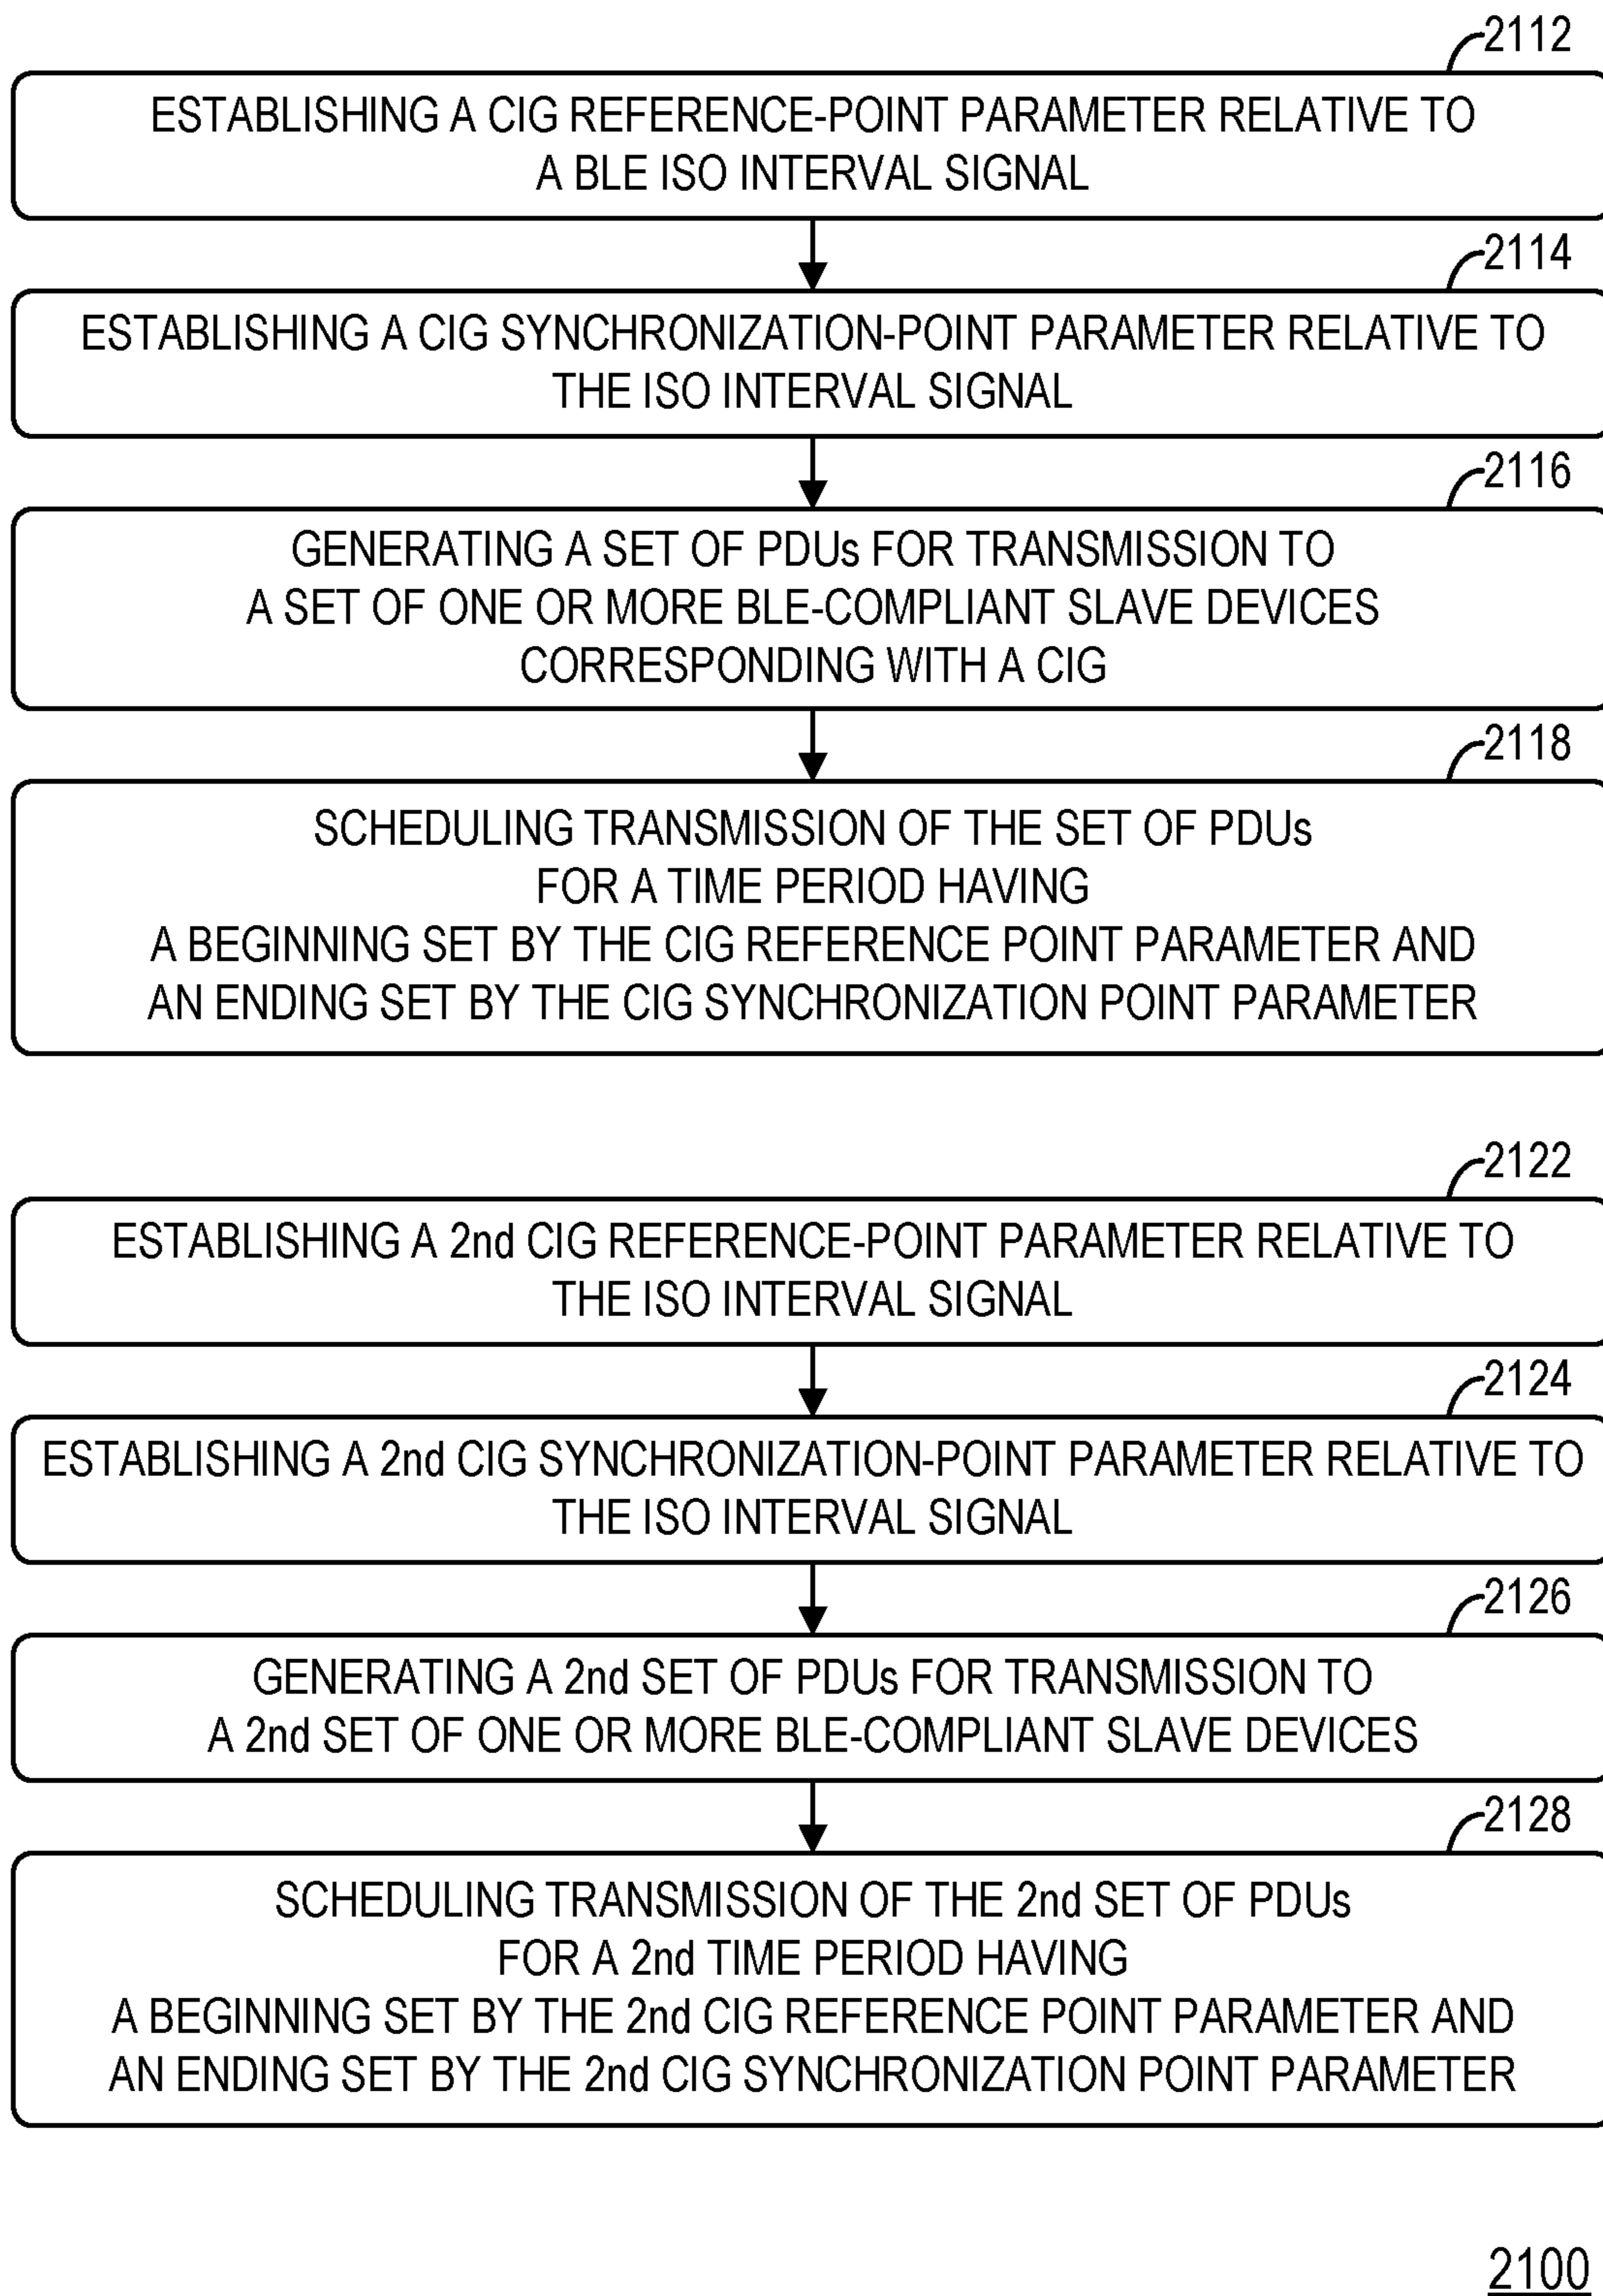 2112
ESTABLISHING A CIG REFERENCE-POINT PARAMETER RELATIVE TO
A BLE ISO INTERVAL SIGNAL
2114
ESTABLISHING A CIG SYNCHRONIZATION-POINT PARAMETER RELATIVE TO
THE ISO INTERVAL SIGNAL
2116
GENERATING A SET OF PDUs FOR TRANSMISSION TO
A SET OF ONE OR MORE BLE-COMPLIANT SLAVE DEVICES
CORRESPONDING WITH A CIG
2118
SCHEDULING TRANSMISSION OF THE SET OF PDUs
FOR A TIME PERIOD HAVING
A BEGINNING SET BY THE CIG REFERENCE POINT PARAMETER AND
AN ENDING SET BY THE CIG SYNCHRONIZATION POINT PARAMETER
2122
ESTABLISHING A 2nd CIG REFERENCE-POINT PARAMETER RELATIVE TO
THE ISO INTERVAL SIGNAL
2124
ESTABLISHING A 2nd CIG SYNCHRONIZATION-POINT PARAMETER RELATIVE TO
THE ISO INTERVAL SIGNAL
2126
GENERATING A 2nd SET OF PDUs FOR TRANSMISSION TO
A 2nd SET OF ONE OR MORE BLE-COMPLIANT SLAVE DEVICES
2128
SCHEDULING TRANSMISSION OF THE 2nd SET OF PDUs
FOR A 2nd TIME PERIOD HAVING
A BEGINNING SET BY THE 2nd CIG REFERENCE POINT PARAMETER AND
AN ENDING SET BY THE 2nd CIG SYNCHRONIZATION POINT PARAMETER
2100